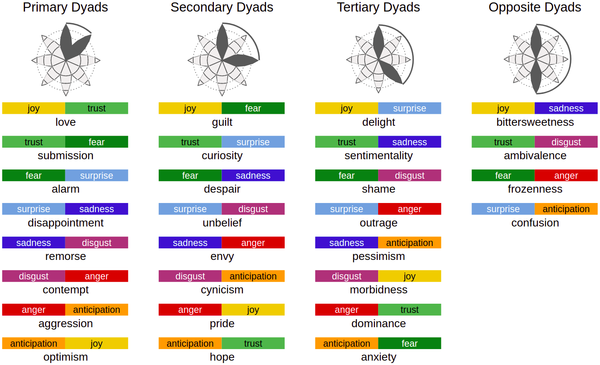 Primary Dyads
joy trust
love
trust fear
submission
fear surprise
alarm
surprise sadness
disappointment
sadness disgust
remorse
disgust anger
contempt
anger anticipation
aggression
anticipation joy
optimism
Secondary Dyads
joy fear
guilt
trust surprise
curiosity
fear sadness
despair
surprise disgust
unbelief
sadness anger
envy
disgust anticipation
cynicism
anger joy
pride
anticipation trust
hope
Tertiary Dyads
joy surprise
delight
trust sadness
sentimentality
fear disgust
shame
surprise anger
outrage
sadness anticipation
pessimism
disgust joy
morbidness
anger trust
dominance
anticipation fear
anxiety
Opposite Dyads
joy sadness
bittersweetness
trust disgust
ambivalence
fear anger
frozenness
surprise anticipation
confusion